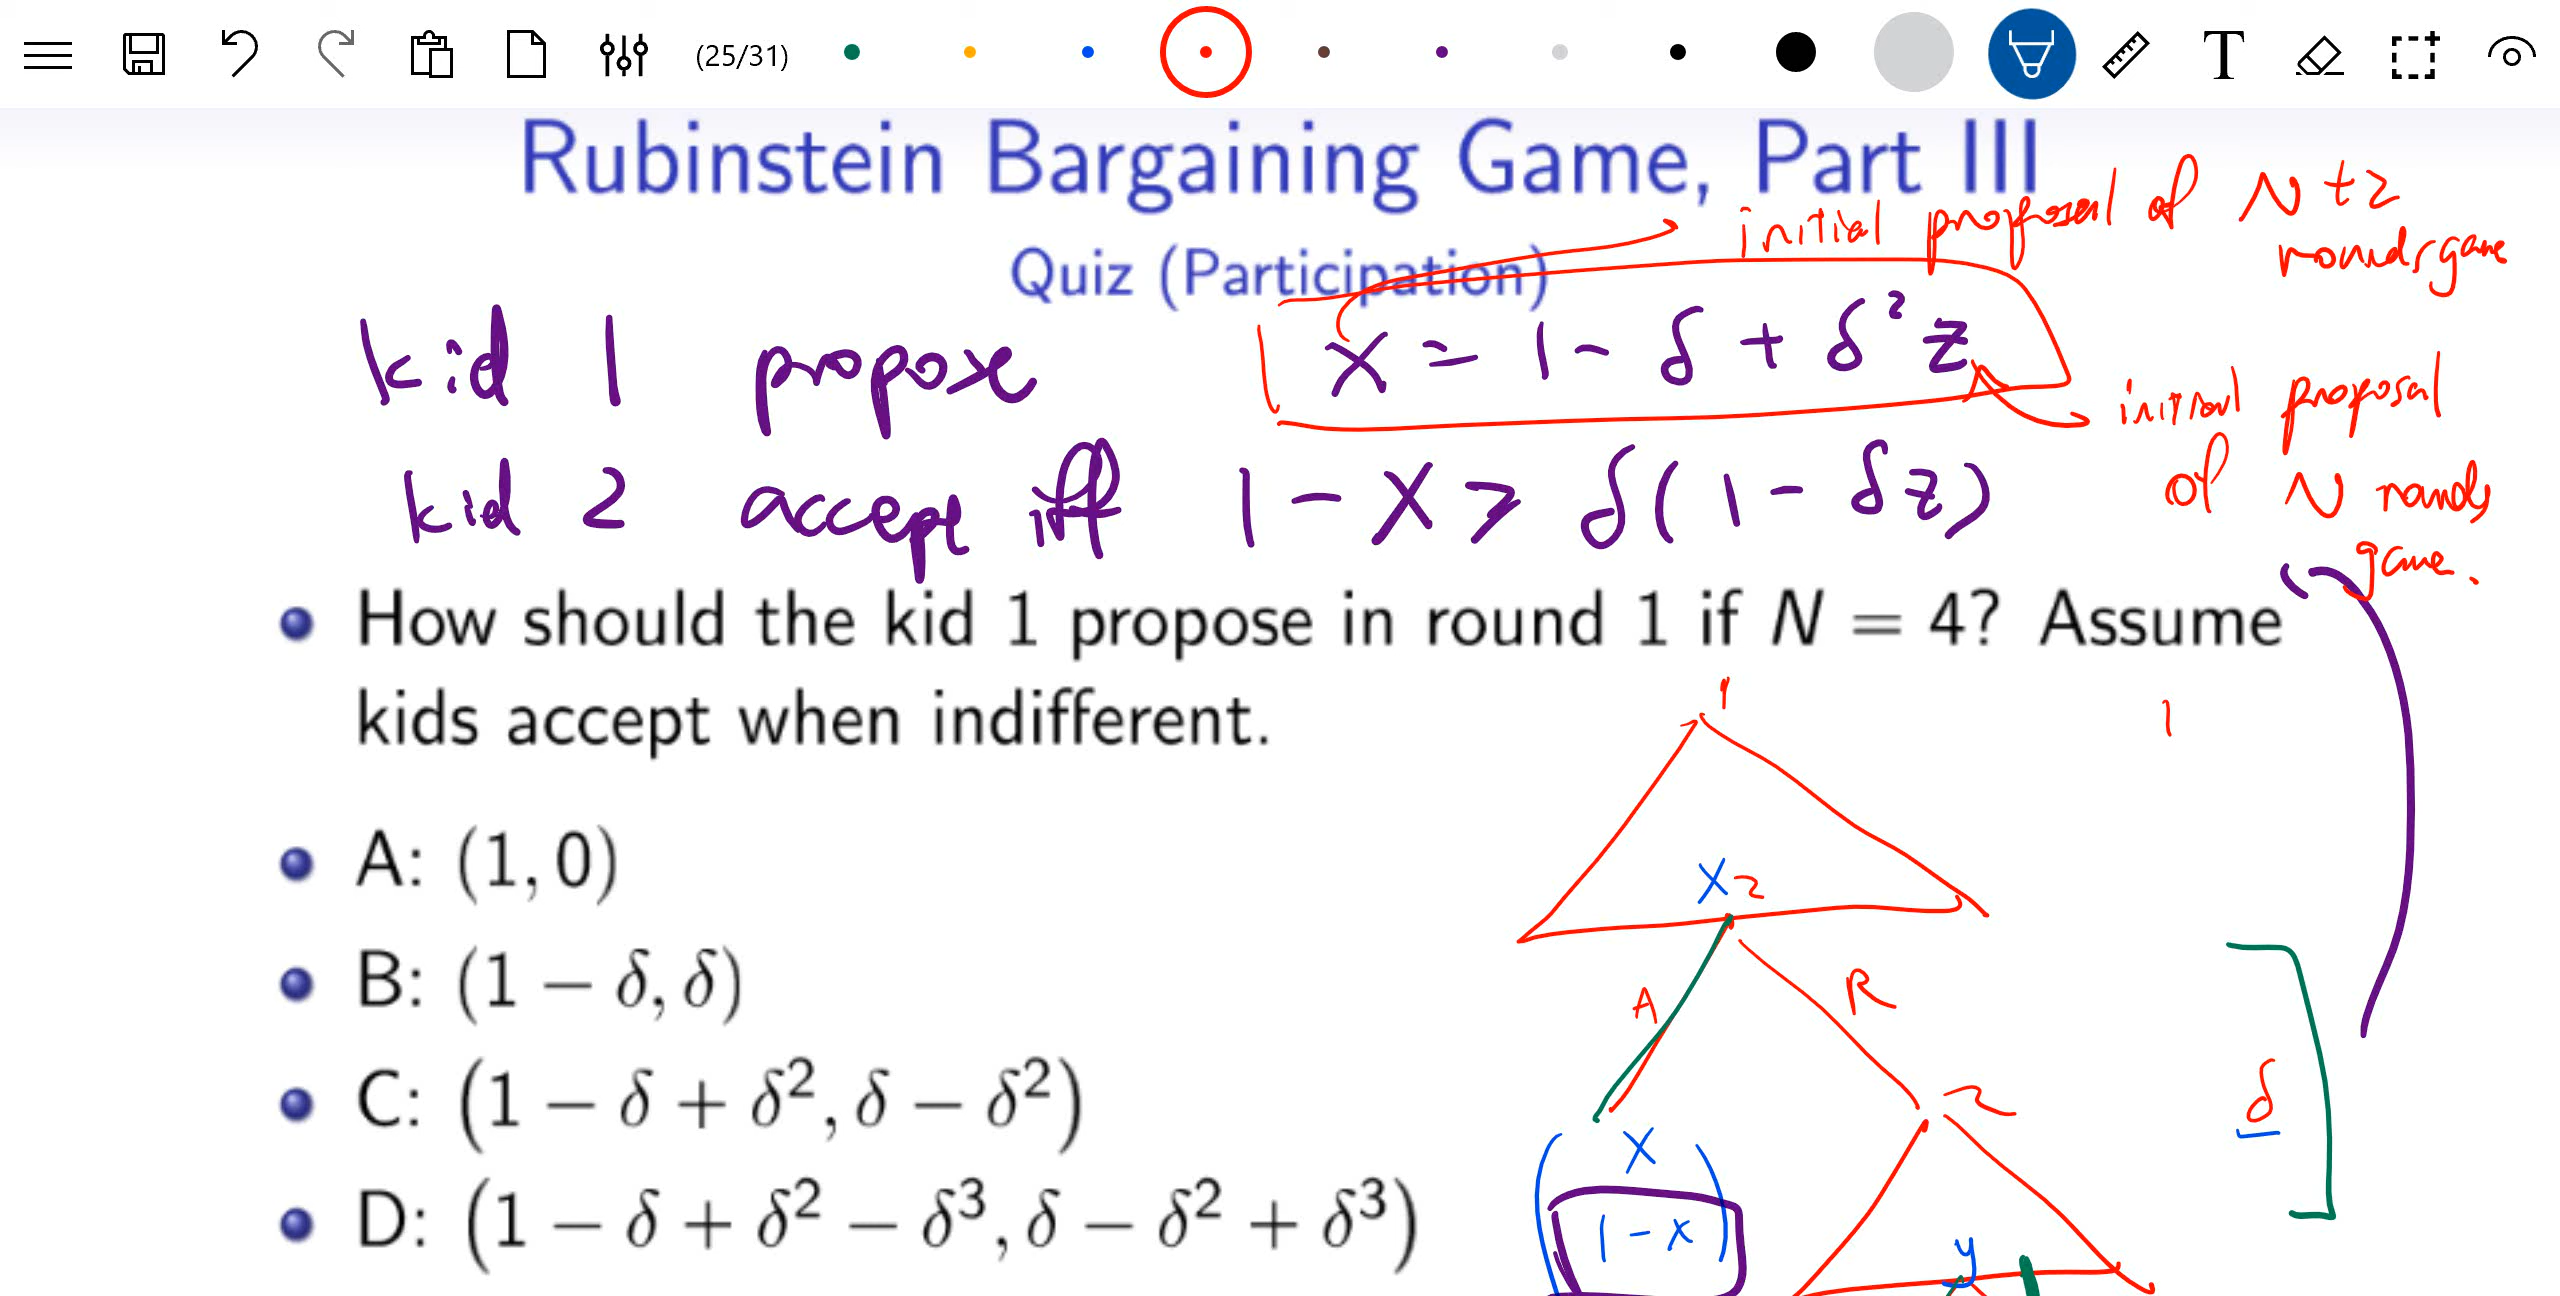 (25/31)
T
Rubinstein Bargaining Game, Part III
Quiz (Participation)
initial proposal of N+2
rounds game
kid 1 propose x = 1 - δ + δ²z
initial proposal
of N rounds
game.
kid 2 accept iff 1 - x ≥ δ(1 - δz)
How should the kid 1 propose in round 1 if N = 4? Assume
kids accept when indifferent.
1
1
A: (1, 0)
x 2
B: (1 − δ, δ)
A R
C: (1 − δ + δ², δ − δ²)
2
δ
x
D: (1 − δ + δ² − δ³, δ − δ² + δ³)
1 - x
y